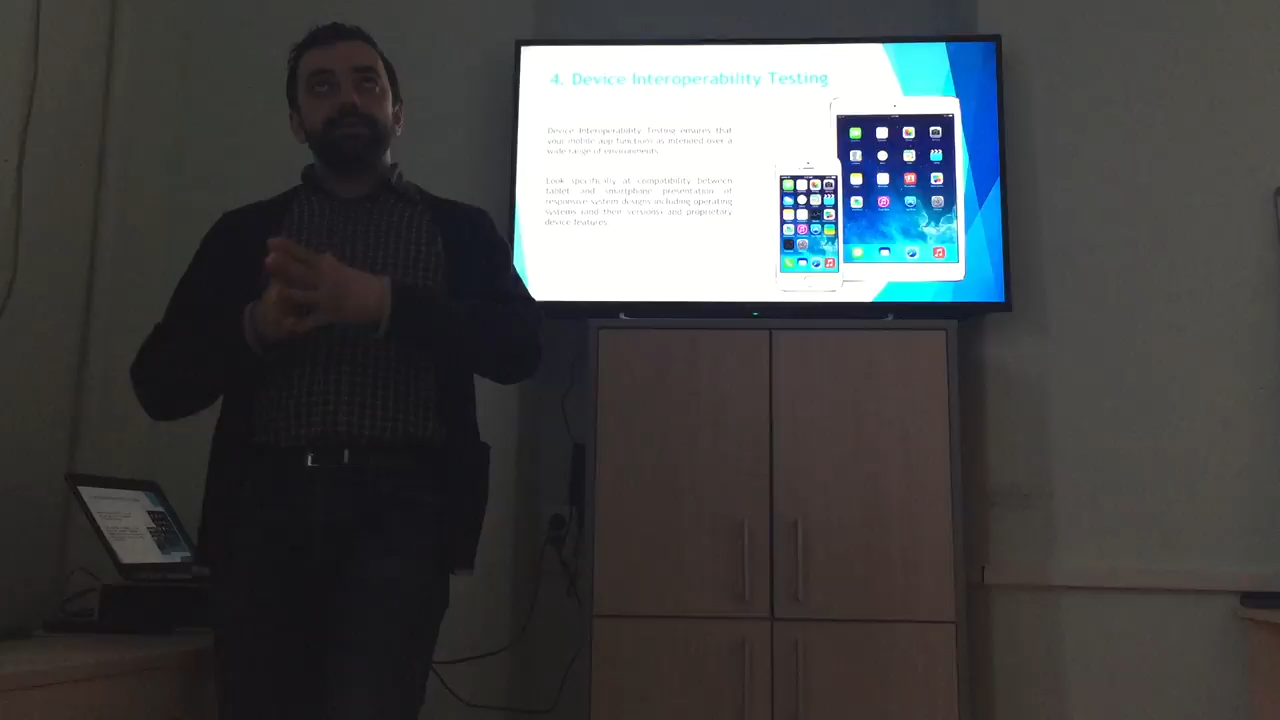 4. Device Interoperability Testing
Device Interoperability Testing ensures that
your mobile app functions as intended over a
wide range of environments.
Look specifically at compatibility between
tablet and smartphone presentation of
responsive system designs including operating
systems (and their versions) and proprietary
device features.